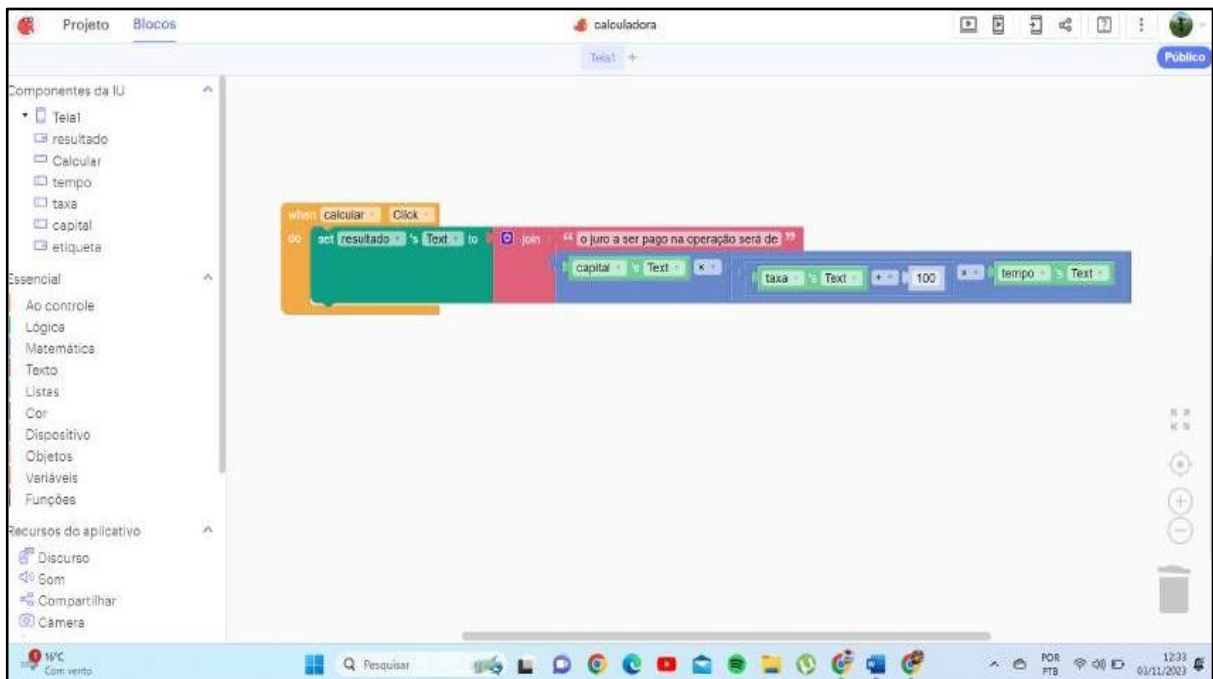 Projeto Blocos calculadora
Tela1 + Público
Componentes da IU
Tela1
resultado
Calcular
tempo
taxa
capital
etiqueta
Essencial
Ao controle
Lógica
Matemática
Texto
Listas
Cor
Dispositivo
Objetos
Variáveis
Funções
Recursos do aplicativo
Discurso
Som
Compartilhar
Câmera
when calcular Click
do set resultado 's Text to join “ o juro a ser pago na operação será de ”
capital 's Text × taxa 's Text ÷ 100 × tempo 's Text
16°C
Com vento
Pesquisar
POR
PTB
12:33
03/11/2023